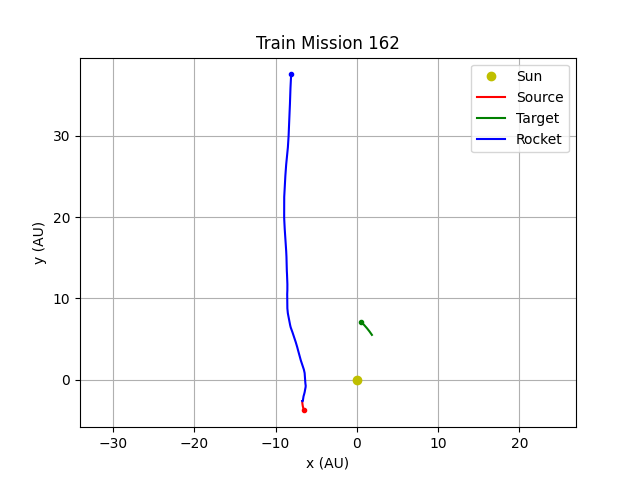 Train Mission 162
Sun
Source
Target
Rocket
30
20
10
0
y (AU)
−30
−20
−10
0
10
20
x (AU)